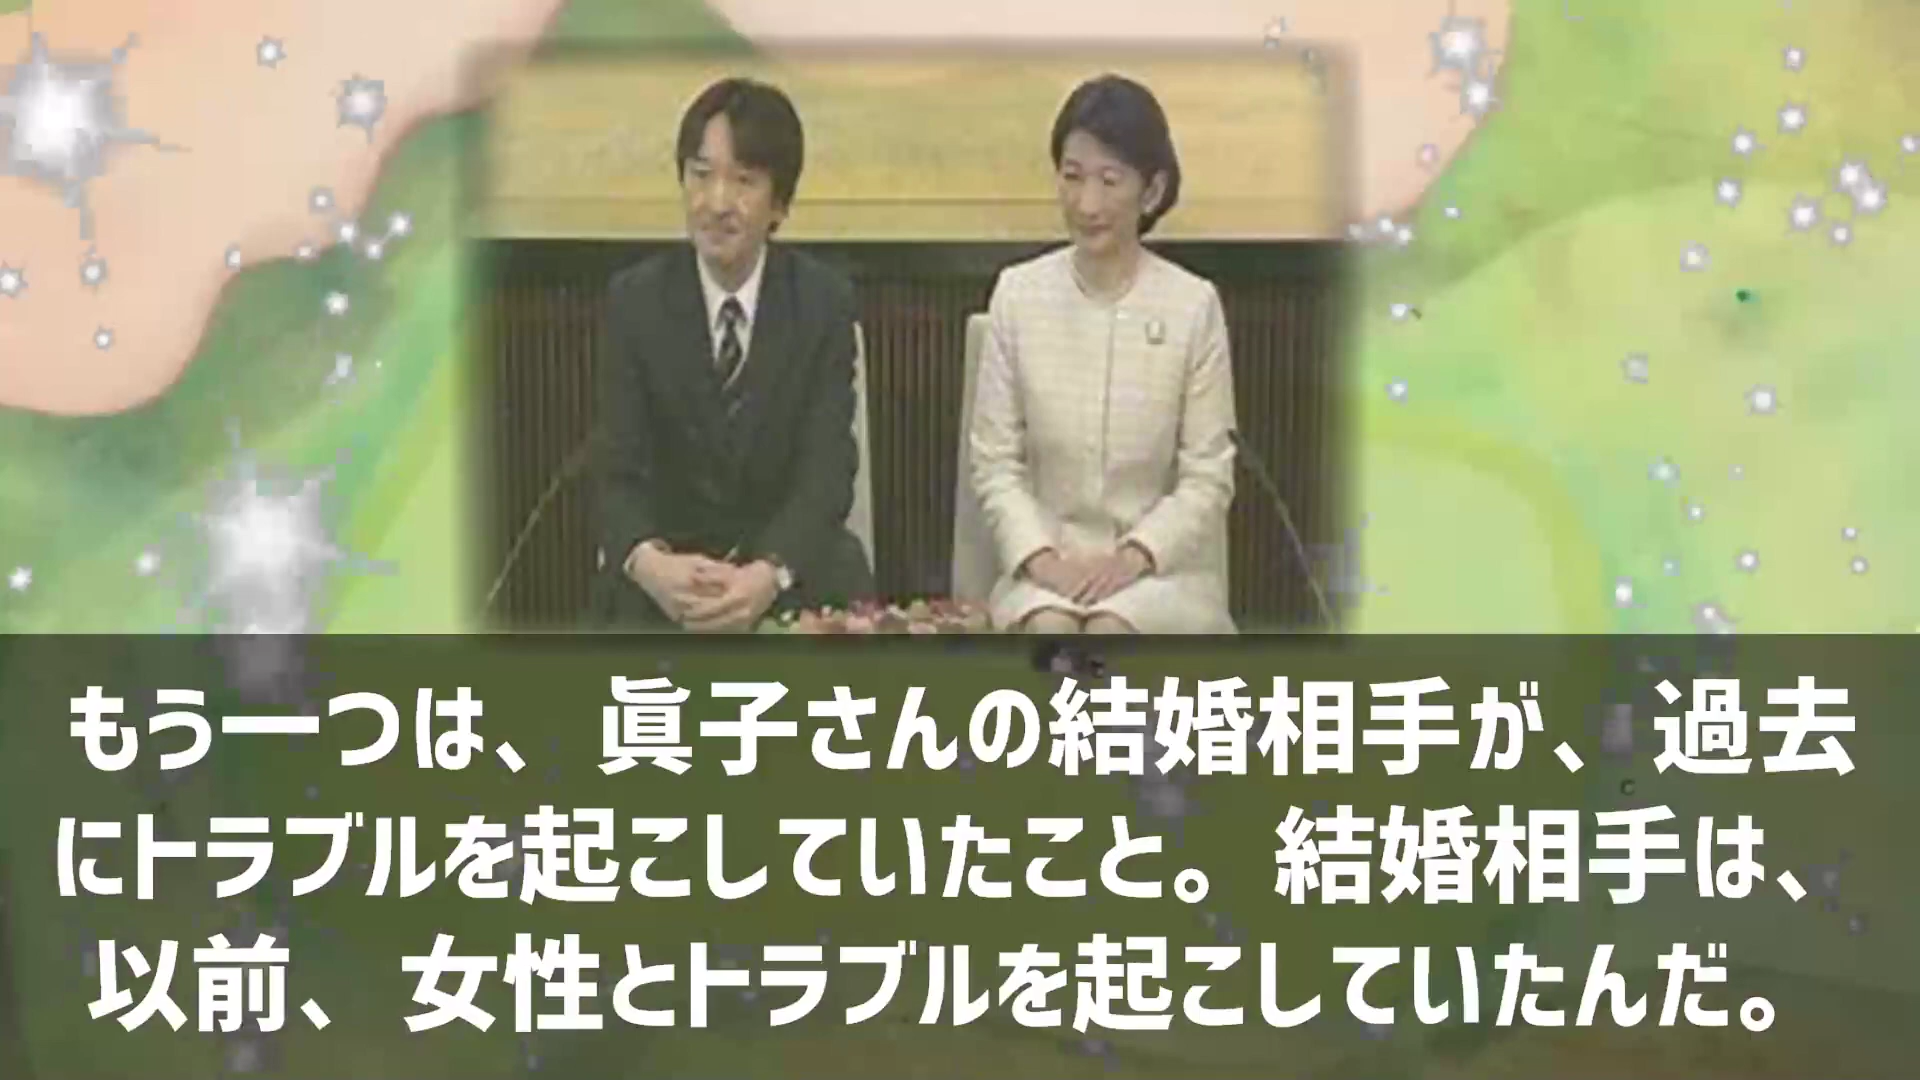 もう一つは、眞子さんの結婚相手が、過去
にトラブルを起こしていたこと。結婚相手は、
以前、女性とトラブルを起こしていたんだ。